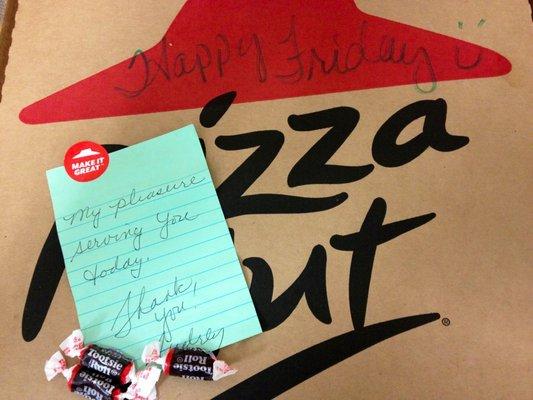 Happy Friday
Pizza
Hut
®
MAKE IT
GREAT
My pleasure
serving you
today.
Thank
you,
Audrey
Tootsie
Roll
Tootsie
Roll
Tootsie
Roll